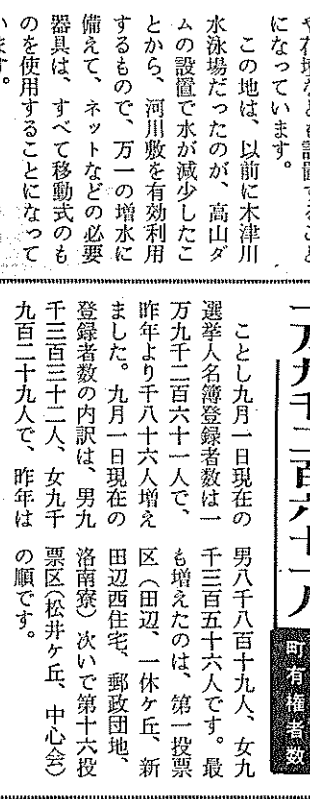 になっています。
この地は、以前に木津川
水泳場だったのが、高山ダ
ムの設置で水が減少したこ
とから、河川敷を有効利用
するもので、万一の増水に
備えて、ネットなどの必要
器具は、すべて移動式のも
のを使用することになって
います。
一万九千二百六十一人
町有権者数
ことし九月一日現在の
選挙人名簿登録者数は一
万九千二百六十一人で、
昨年より千八十六人増え
ました。九月一日現在の
登録者数の内訳は、男九
千三百三十二人、女九千
九百二十九人で、昨年は
男八千八百十九人、女九
千三百五十六人です。最
も増えたのは、第一投票
区（田辺、一休ヶ丘、新
田辺西住宅、郵政団地、
洛南寮）次いで第十六投
票区(松井ヶ丘、中心会)
の順です。